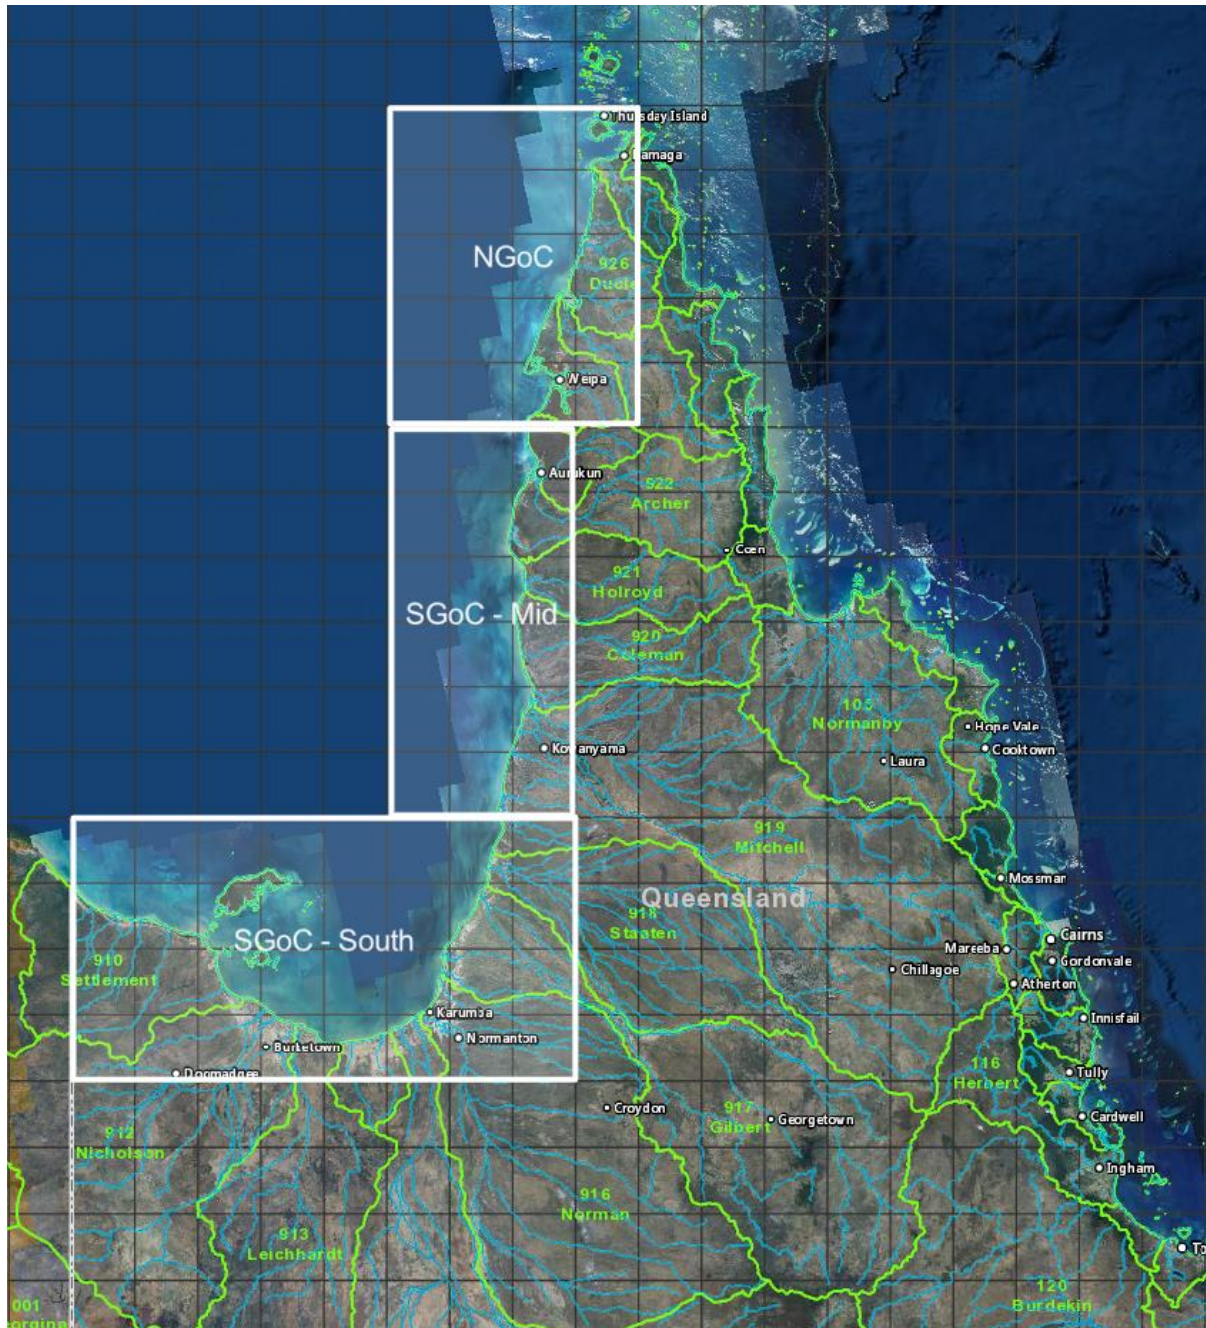 Thursday Island
Bamaga
NGoC
926
Ducie
Weipa
Aurukun
922
Archer
Coen
921
Holroyd
SGoC - Mid
920
Coleman
105
Normanby
Hope Vale
Cooktown
Kowanyama
Laura
919
Mitchell
Mossman
Queensland
918
Staaten
SGoC - South
Cairns
Mareeba
Gordonvale
910
Settlement
Chillagoe
Atherton
Karumba
Innisfail
Normanton
Burketown
116
Herbert
Doomadgee
Tully
Croydon
917
Gilbert
Georgetown
Cardwell
912
Nicholson
Ingham
916
Norman
913
Leichhardt
To
120
Burdekin
001
orgina